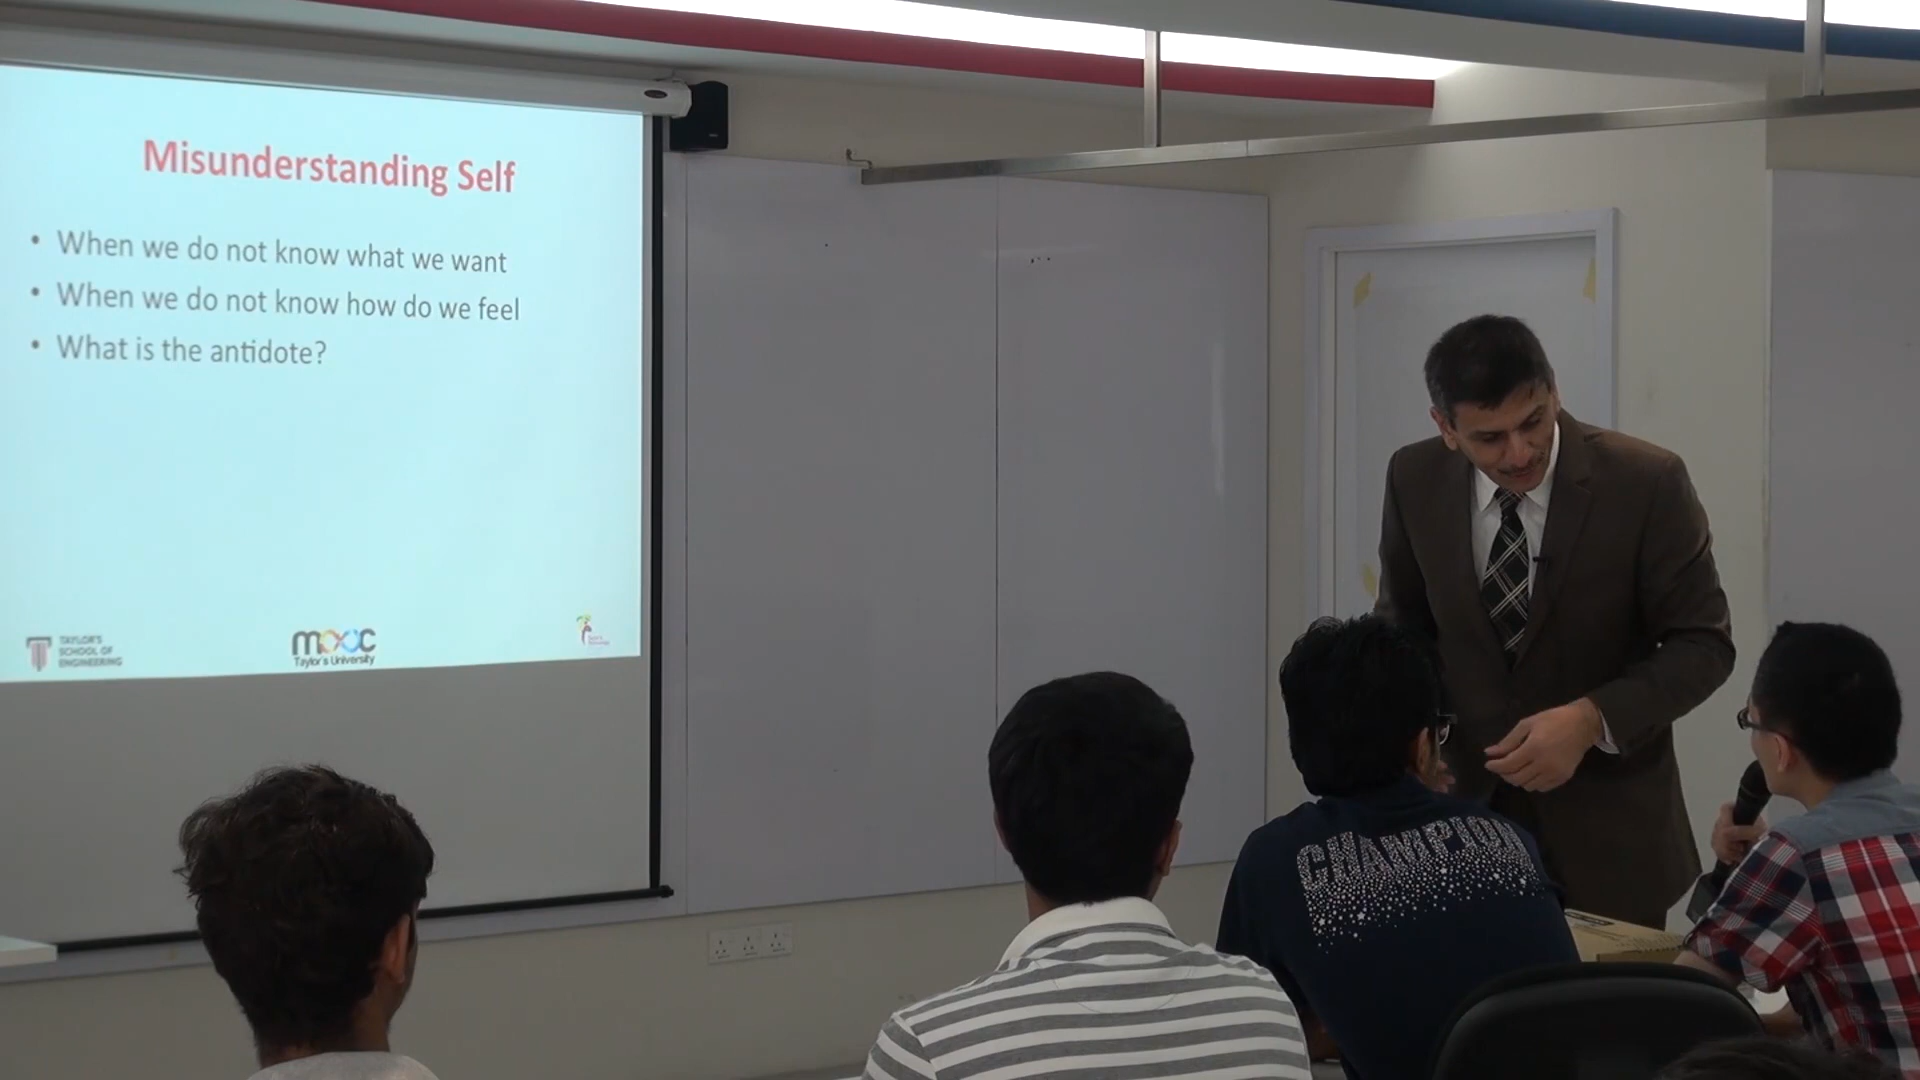 Misunderstanding Self
• When we do not know what we want
• When we do not know how do we feel
• What is the antidote?
TAYLOR'S
SCHOOL OF
ENGINEERING
mooc
Taylor's University
CHAMPION